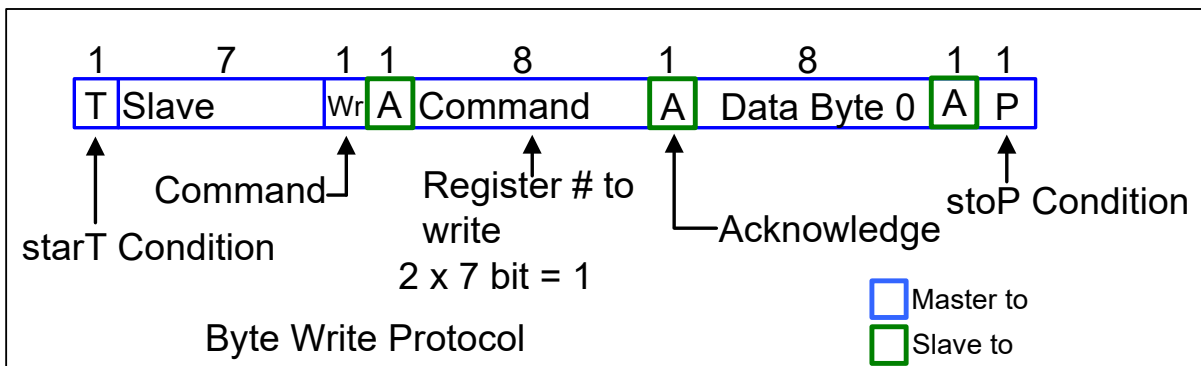 1 7 1 1 8 1 8 1 1
T Slave Wr A Command A Data Byte 0 A P
Command
Register # to
write
2 x 7 bit = 1
starT Condition
Acknowledge
stoP Condition
Byte Write Protocol
Master to
Slave to